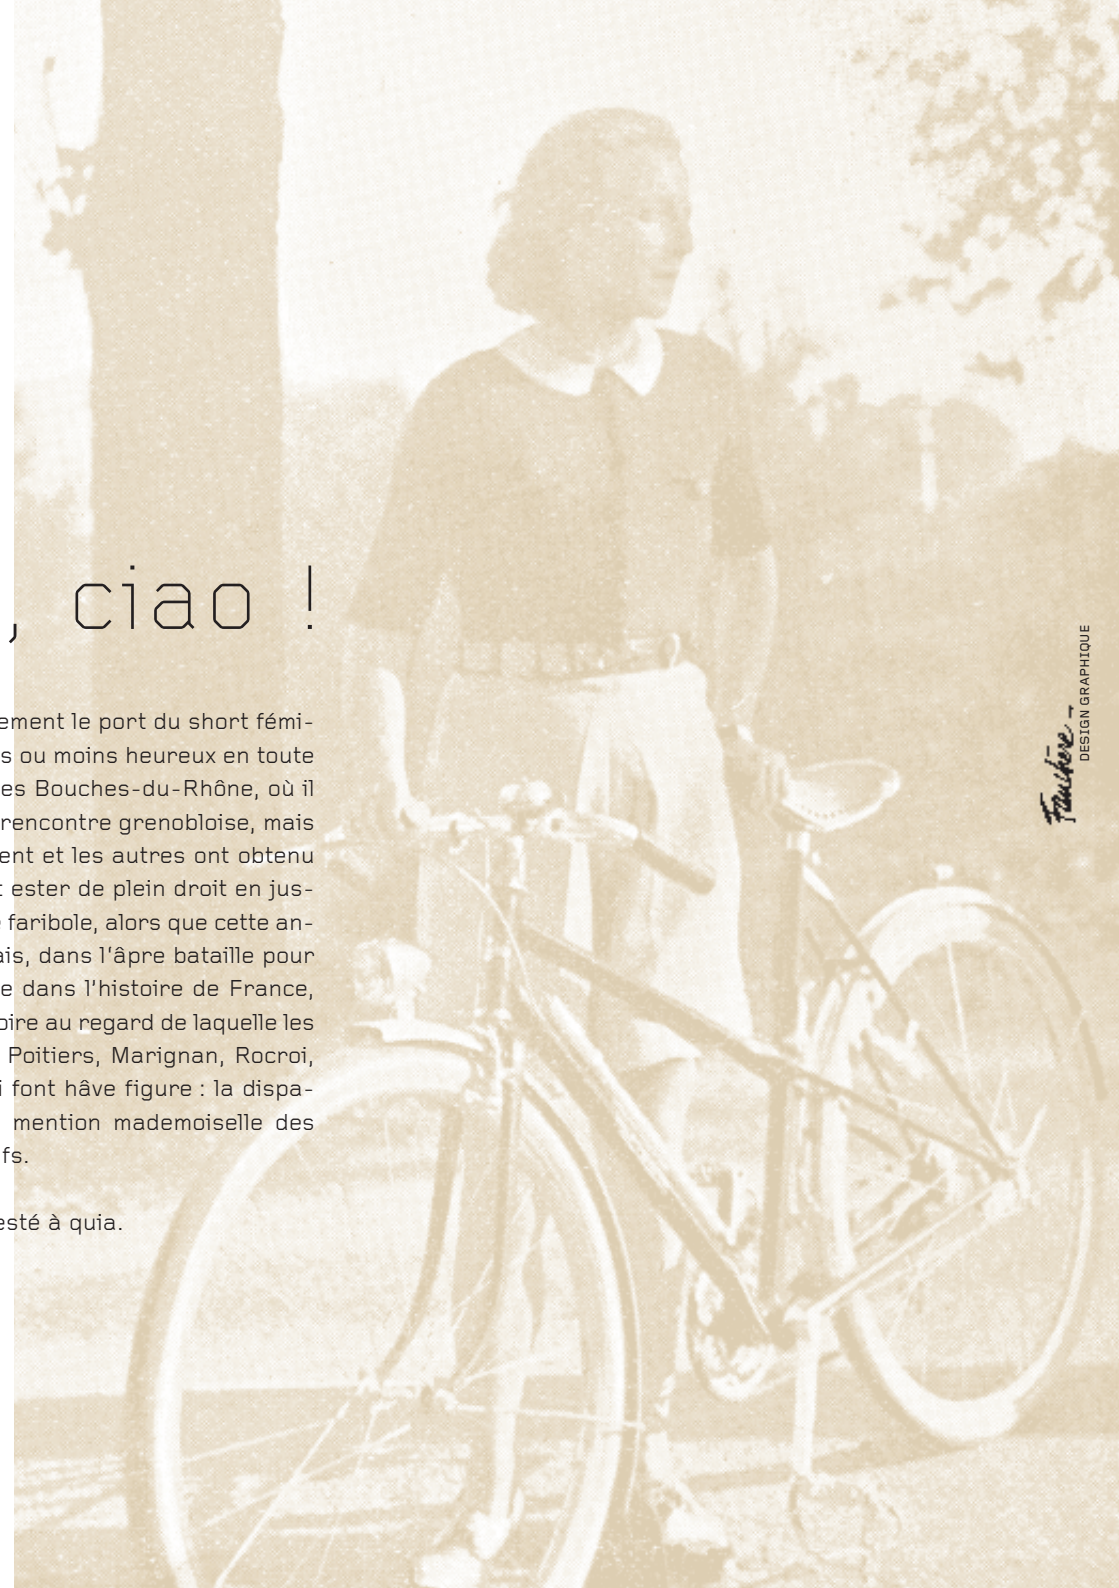 , ciao !
ement le port du short fémi-
s ou moins heureux en toute
es Bouches-du-Rhône, où il
rencontre grenobloise, mais
ent et les autres ont obtenu
t ester de plein droit en jus-
faribole, alors que cette an-
ais, dans l'âpre bataille pour
e dans l'histoire de France,
oire au regard de laquelle les
Poitiers, Marignan, Rocroi,
i font hâve figure : la dispa-
mention mademoiselle des
fs.
esté à quia.
Fauchère
DESIGN GRAPHIQUE